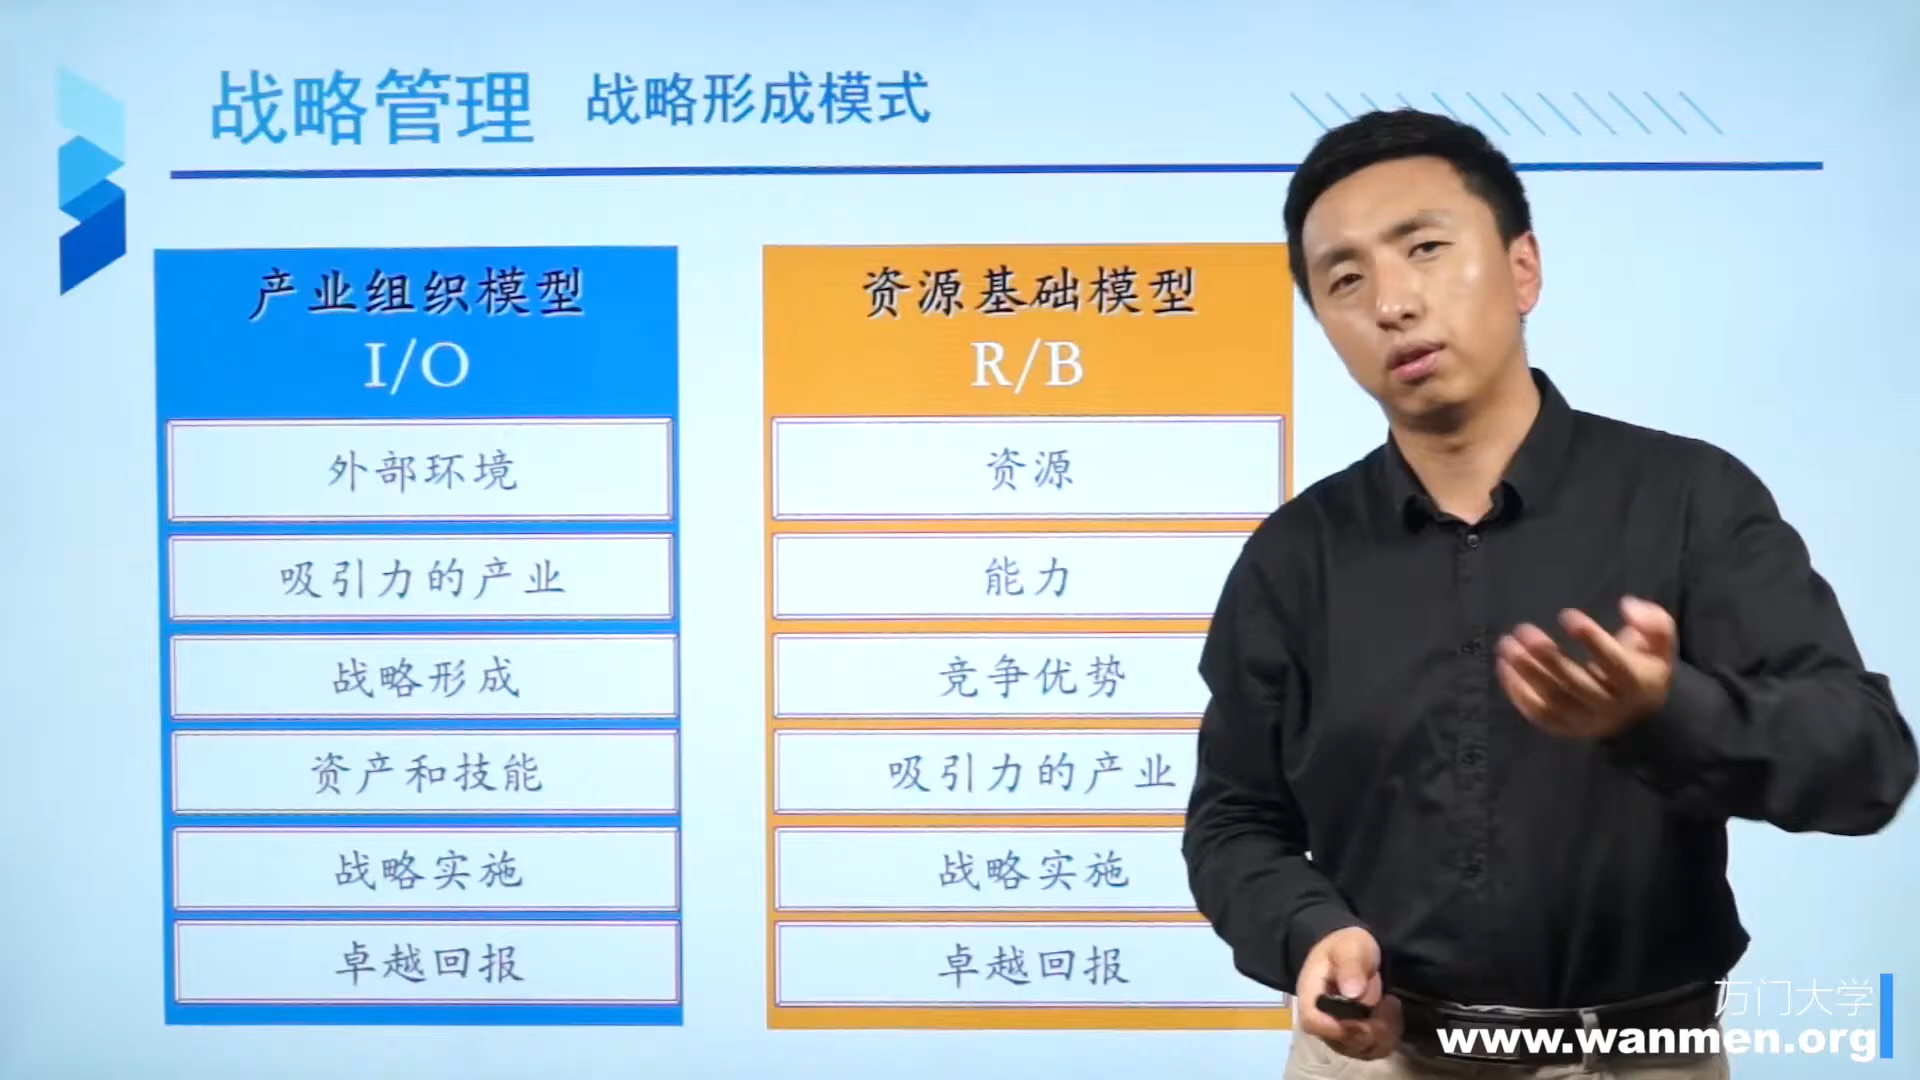 战略管理 战略形成模式
产业组织模型
I/O
外部环境
吸引力的产业
战略形成
资产和技能
战略实施
卓越回报
资源基础模型
R/B
资源
能力
竞争优势
吸引力的产业
战略实施
卓越回报
万门大学
www.wanmen.org